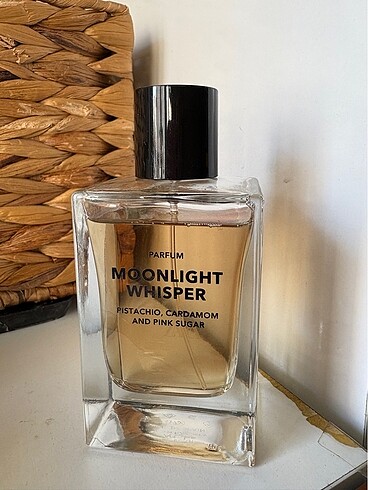 PARFUM
MOONLIGHT
WHISPER
PISTACHIO, CARDAMOM
AND PINK SUGAR